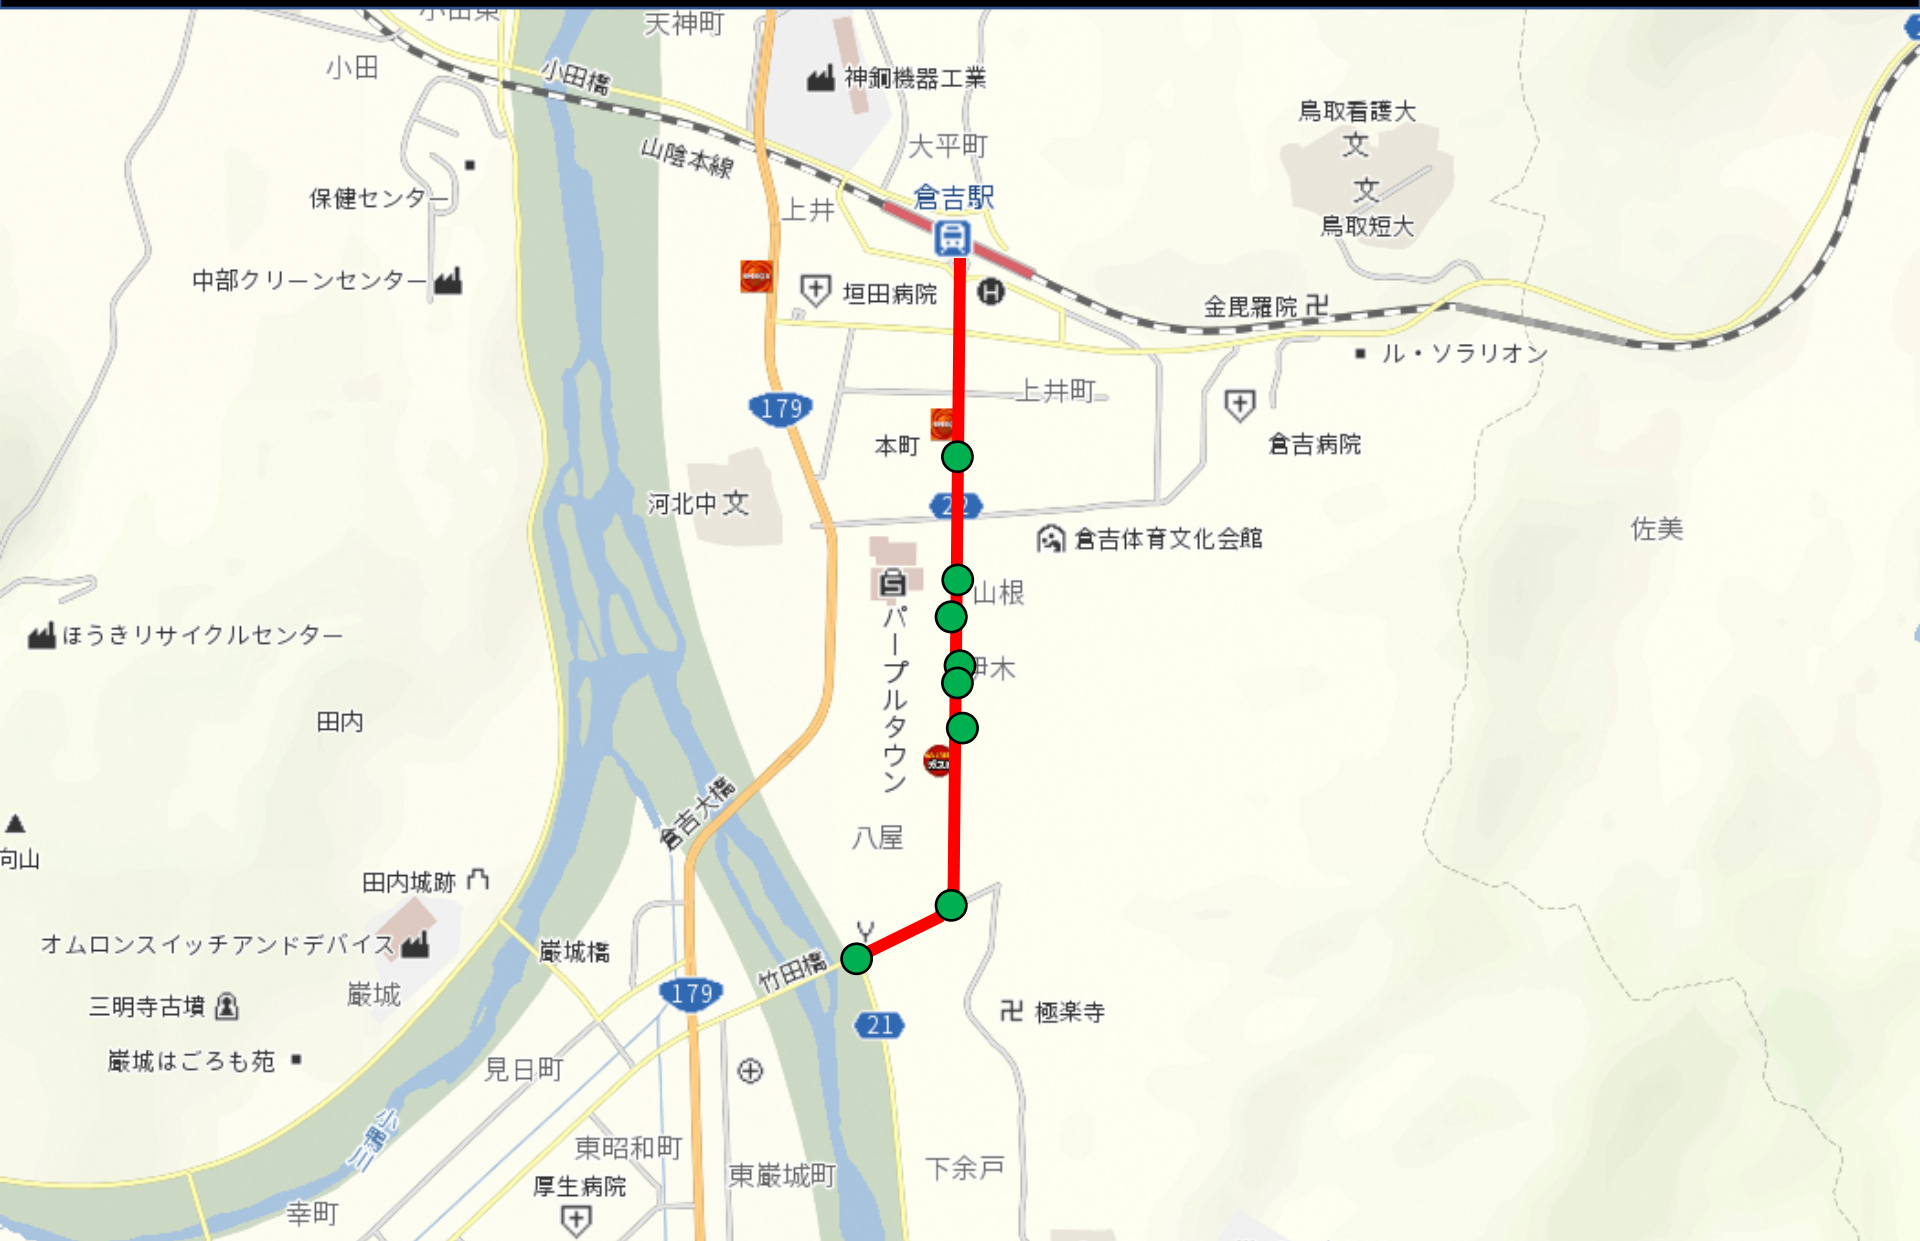 小田東
天神町
小田
小田橋
神鋼機器工業
鳥取看護大
大平町
山陰本線
文
文
保健センター
倉吉駅
上井
鳥取短大
中部クリーンセンター
垣田病院
H
金毘羅院
ル・ソラリオン
上井町
179
本町
倉吉病院
河北中 文
22
倉吉体育文化会館
佐美
山根
パープルタウン
ほうきリサイクルセンター
伊木
田内
ガスト
倉吉大橋
八屋
向山
田内城跡
オムロンスイッチアンドデバイス
巌城橋
竹田橋
巌城
179
三明寺古墳
極楽寺
21
巌城はごろも苑
見日町
小鴨川
東昭和町
東巌城町
下余戸
厚生病院
幸町